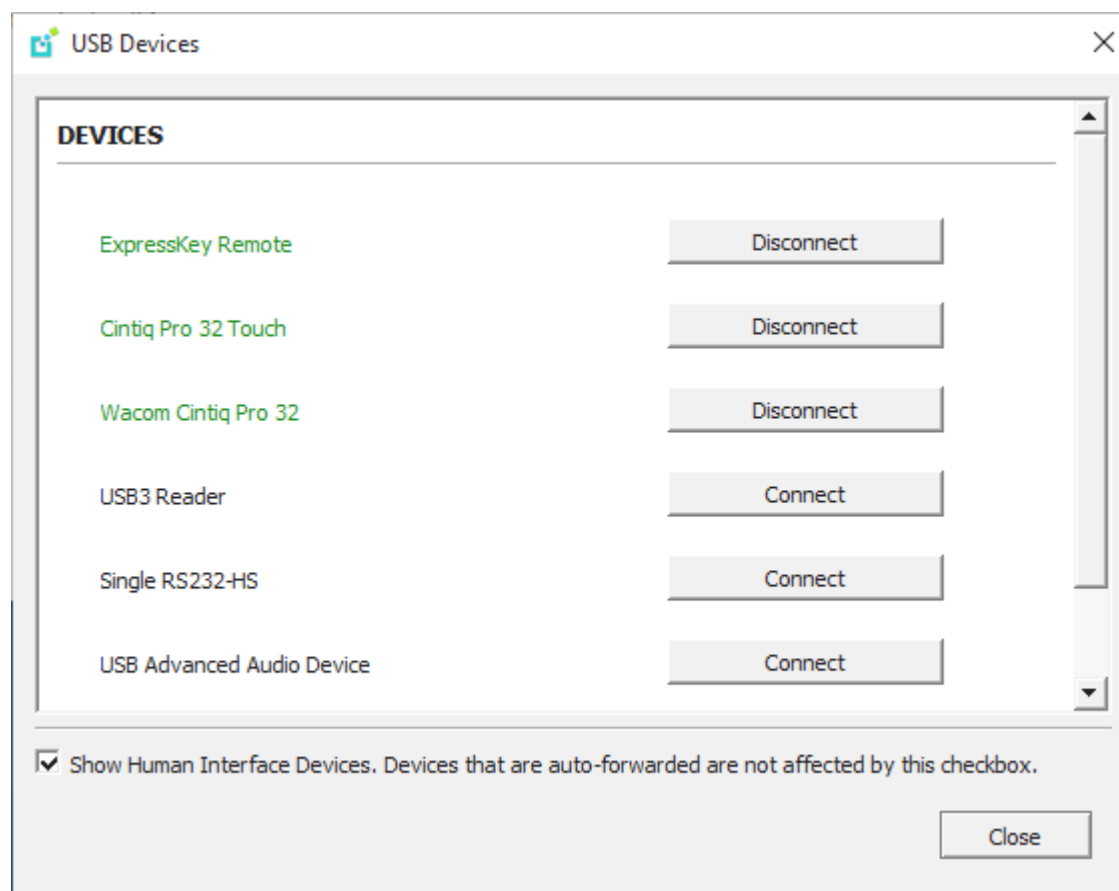 USB Devices
DEVICES
ExpressKey Remote Disconnect
Cintiq Pro 32 Touch Disconnect
Wacom Cintiq Pro 32 Disconnect
USB3 Reader Connect
Single RS232-HS Connect
USB Advanced Audio Device Connect
Show Human Interface Devices. Devices that are auto-forwarded are not affected by this checkbox.
Close